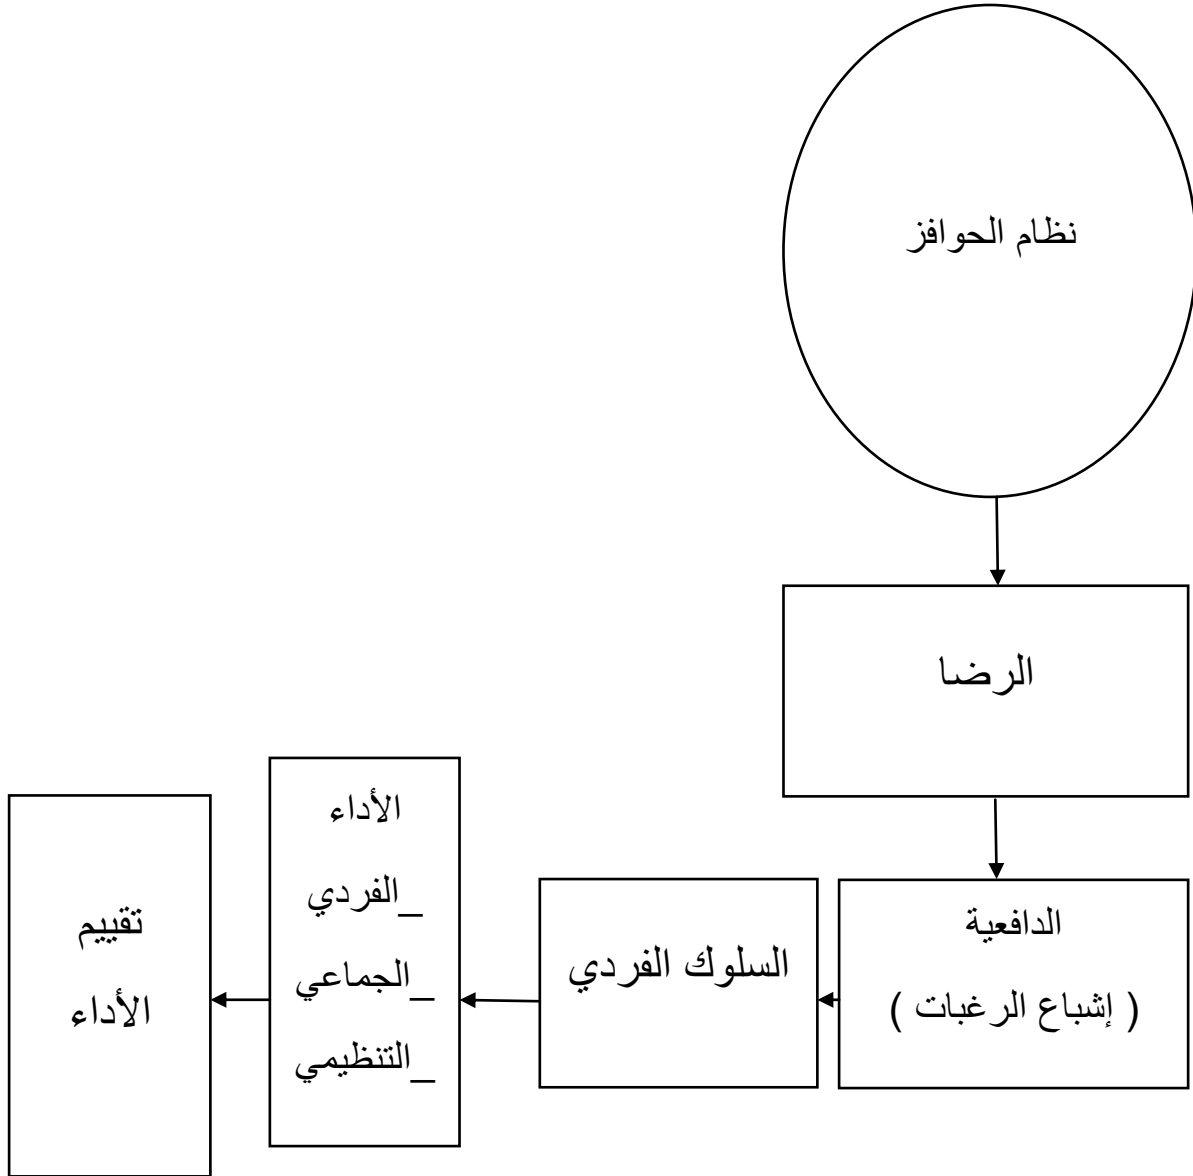 نظام الحوافز
الرضا
الدافعية
( إشباع الرغبات )
السلوك الفردي
الأداء
_الفردي
_الجماعي
_التنظيمي
تقييم
الأداء